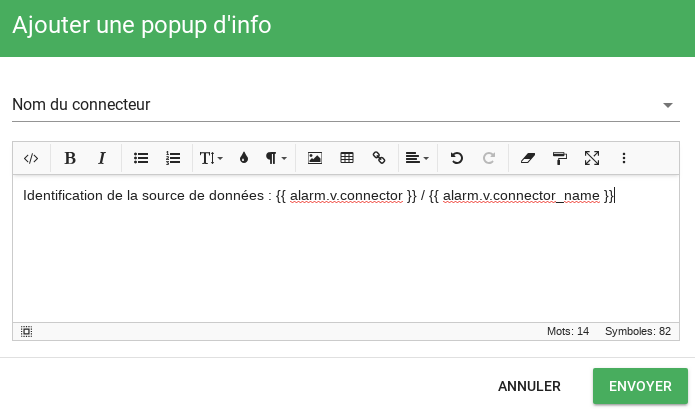 Ajouter une popup d'info
Nom du connecteur
Identification de la source de données : {{ alarm.v.connector }} / {{ alarm.v.connector_name }}
Mots: 14 Symboles: 82
ANNULER ENVOYER